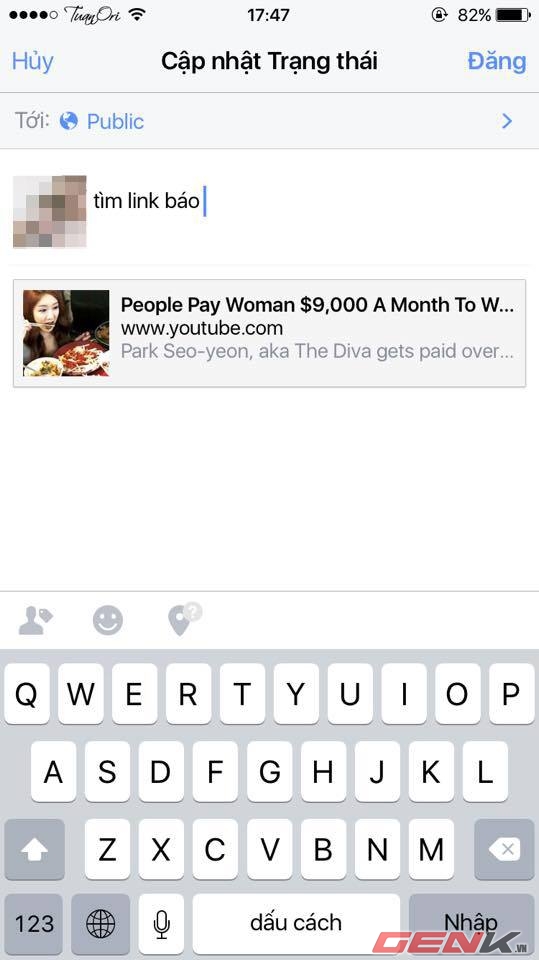 TuanOri 17:47 82%
Hủy Cập nhật Trạng thái Đăng
Tới: Public
tìm link báo
People Pay Woman $9,000 A Month To W...
www.youtube.com
Park Seo-yeon, aka The Diva gets paid over...
?
Q W E R T Y U I O P
A S D F G H J K L
Z X C V B N M
123 dấu cách Nhập
GENK.VN